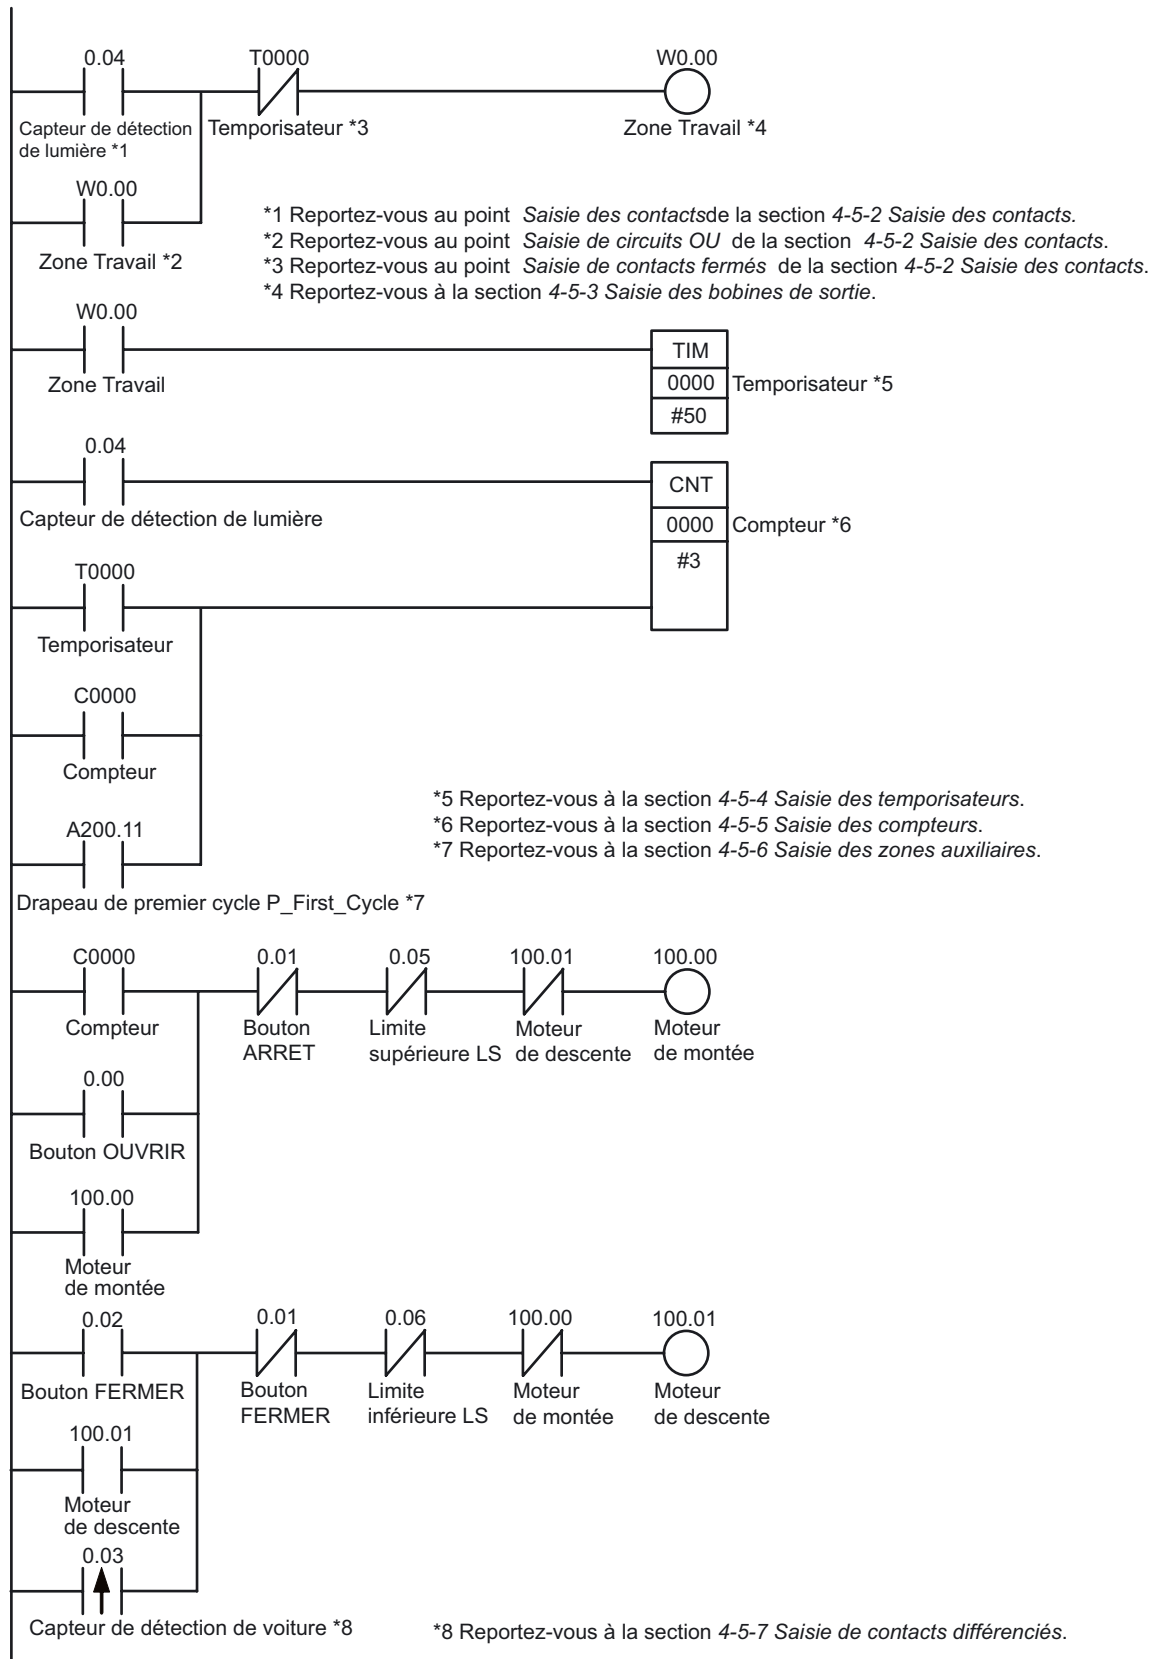 0.04 T0000 W0.00
Capteur de détection
de lumière *1
Temporisateur *3
Zone Travail *4
W0.00
Zone Travail *2
*1 Reportez-vous au point Saisie des contactsde la section 4-5-2 Saisie des contacts.
*2 Reportez-vous au point Saisie de circuits OU de la section 4-5-2 Saisie des contacts.
*3 Reportez-vous au point Saisie de contacts fermés de la section 4-5-2 Saisie des contacts.
*4 Reportez-vous à la section 4-5-3 Saisie des bobines de sortie.
W0.00
Zone Travail
TIM
0000 Temporisateur *5
#50
0.04
Capteur de détection de lumière
CNT
0000 Compteur *6
#3
T0000
Temporisateur
C0000
Compteur
*5 Reportez-vous à la section 4-5-4 Saisie des temporisateurs.
*6 Reportez-vous à la section 4-5-5 Saisie des compteurs.
*7 Reportez-vous à la section 4-5-6 Saisie des zones auxiliaires.
A200.11
Drapeau de premier cycle P_First_Cycle *7
C0000 0.01 0.05 100.01 100.00
Compteur
Bouton
ARRET
Limite
supérieure LS
Moteur
de descente
Moteur
de montée
0.00
Bouton OUVRIR
100.00
Moteur
de montée
0.02 0.01 0.06 100.00 100.01
Bouton FERMER
Bouton
FERMER
Limite
inférieure LS
Moteur
de montée
Moteur
de descente
100.01
Moteur
de descente
0.03
Capteur de détection de voiture *8
*8 Reportez-vous à la section 4-5-7 Saisie de contacts différenciés.